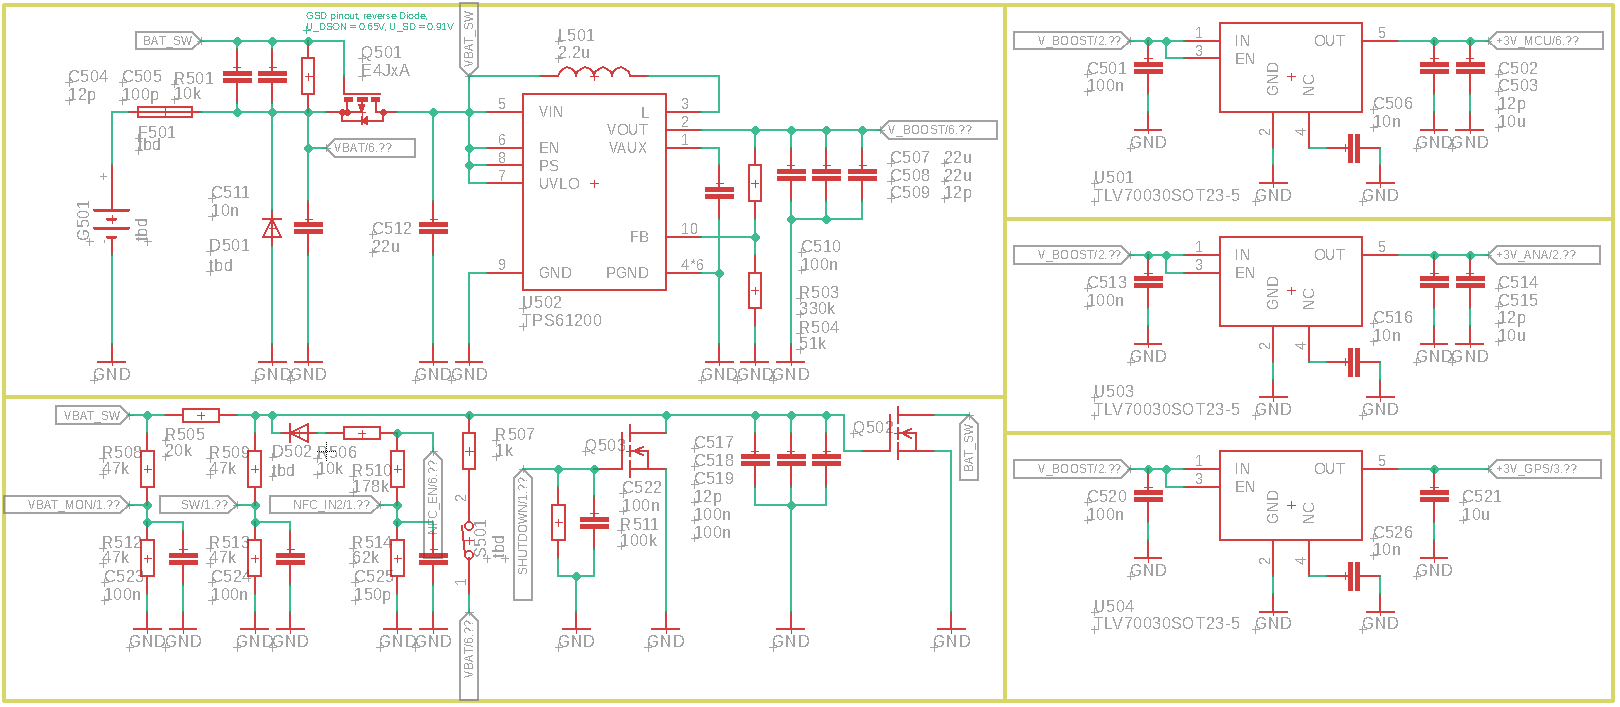 GSD pinout, reverse Diode,
U_DSON = 0.65V, U_SD = 0.91V
BAT_SW
VBAT_SW
Q501
E4JxA
L501
2.2u
C504
12p
C505
100p
R501
10k
F501
tbd
VBAT/6.??
G501
tbd
+
-
C511
10n
D501
tbd
C512
22u
5
6
8
7
9
VIN
EN
PS
UVLO
GND
L
VOUT
VAUX
FB
PGND
3
2
1
10
4*6
U502
TPS61200
V_BOOST/6.??
C507
C508
C509
22u
22u
12p
C510
100n
R503
330k
R504
51k
GND
GND
GND
GND
GND
GND
GND
GND
V_BOOST/2.??
1
3
IN
EN
OUT
5
GND
NC
2
4
+3V_MCU/6.??
C501
100n
C502
C503
12p
10u
C506
10n
GND
GND
GND
U501
TLV70030SOT23-5
GND
GND
V_BOOST/2.??
1
3
IN
EN
OUT
5
GND
NC
2
4
+3V_ANA/2.??
C513
100n
C514
C515
12p
10u
C516
10n
GND
GND
GND
U503
TLV70030SOT23-5
GND
GND
V_BOOST/2.??
1
3
IN
EN
OUT
5
GND
NC
2
4
+3V_GPS/3.??
C520
100n
C521
10u
C526
10n
GND
GND
U504
TLV70030SOT23-5
GND
GND
VBAT_SW
R505
20k
R508
47k
R509
47k
D502
tbd
R506
10k
R510
178k
NFC_EN/6.??
R507
1k
VBAT_MON/1.??
SW/1.??
NFC_IN2/1.??
R512
47k
C523
100n
R513
47k
C524
100n
R514
62k
C525
150p
2
1
S501
tbd
VBAT/6.??
SHUTDOWN/1.??
Q503
C522
100n
R511
100k
C517
C518
C519
12p
100n
100n
Q502
BAT_SW
GND
GND
GND
GND
GND
GND
GND
GND
GND
GND